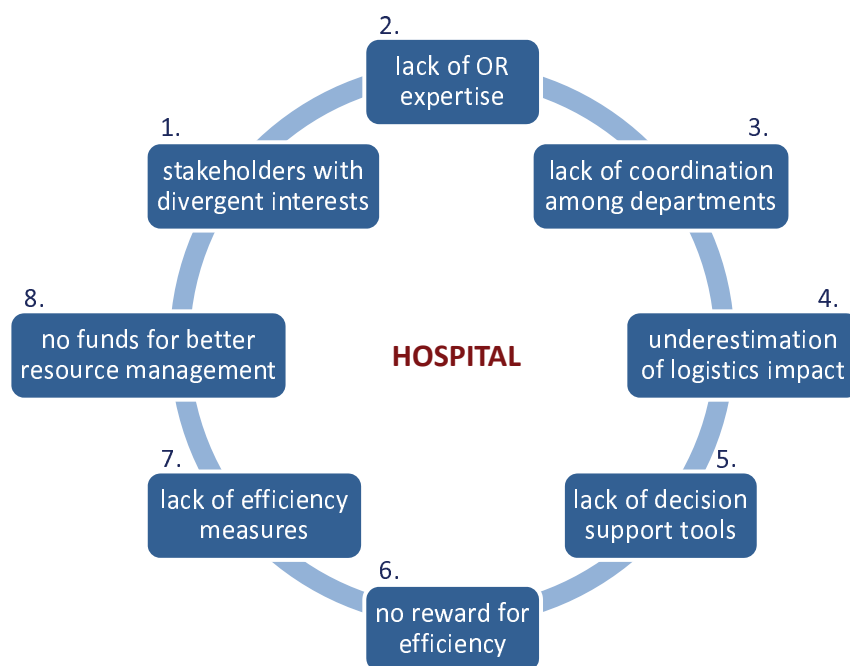 1.
stakeholders with
divergent interests
2.
lack of OR
expertise
3.
lack of coordination
among departments
4.
underestimation
of logistics impact
5.
lack of decision
support tools
6.
no reward for
efficiency
7.
lack of efficiency
measures
8.
no funds for better
resource management
HOSPITAL